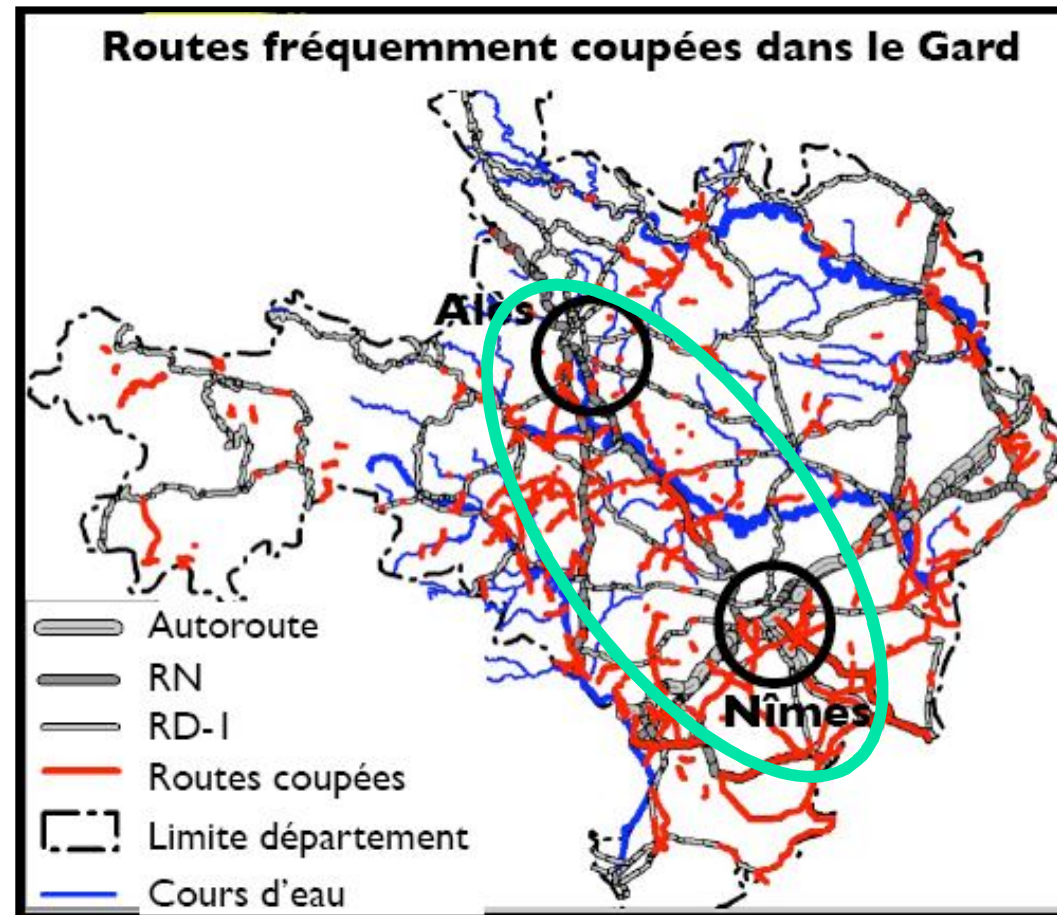 Routes fréquemment coupées dans le Gard
Alès
Nîmes
Autoroute
RN
RD-1
Routes coupées
Limite département
Cours d'eau